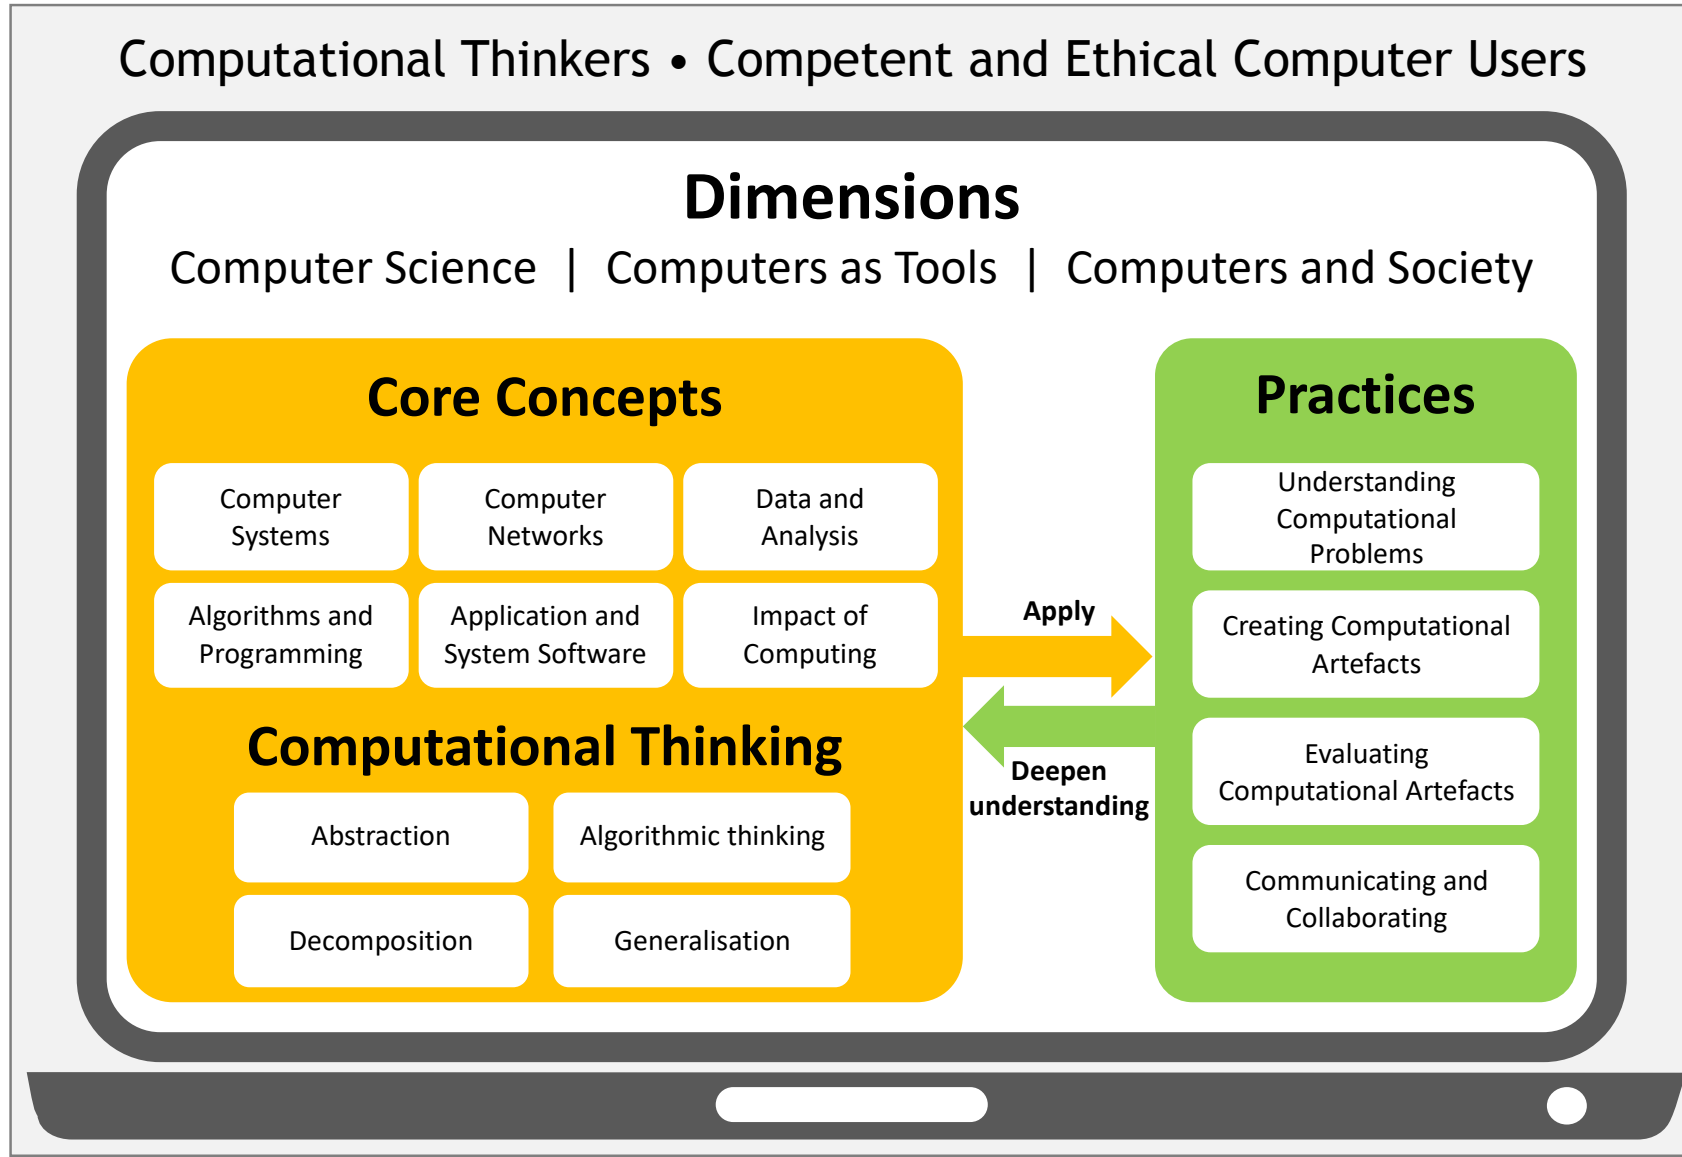 Computational Thinkers • Competent and Ethical Computer Users
Dimensions
Computer Science | Computers as Tools | Computers and Society
Core Concepts
Computer
Systems
Computer
Networks
Data and
Analysis
Algorithms and
Programming
Application and
System Software
Impact of
Computing
Computational Thinking
Abstraction
Algorithmic thinking
Decomposition
Generalisation
Apply
Deepen
understanding
Practices
Understanding
Computational
Problems
Creating Computational
Artefacts
Evaluating
Computational Artefacts
Communicating and
Collaborating